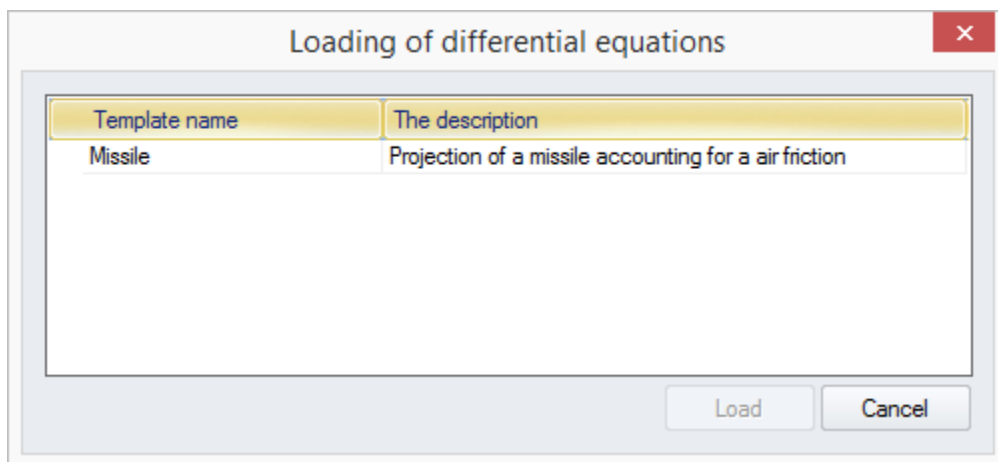 Loading of differential equations
Template name The description
Missile Projection of a missile accounting for a air friction
Load Cancel